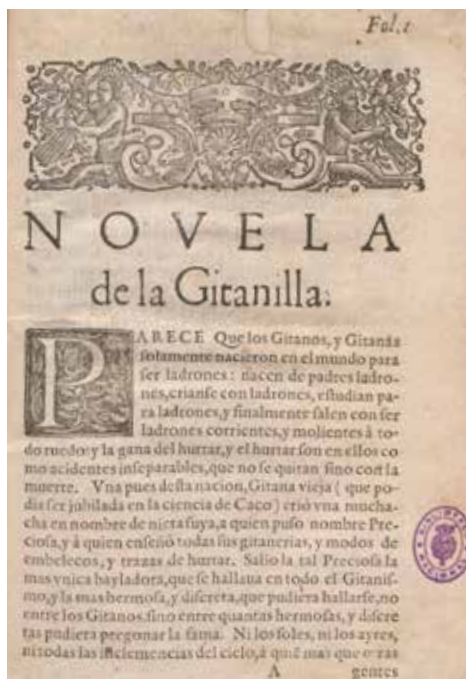 Fol.1
NOVELA
de la Gitanilla.
PARECE Que los Gitanos, y Gitanas
solamente nacieron en el mundo para
ser ladrones: nacen de padres ladro-
nes, crianse con ladrones, estudian pa-
ra ladrones, y finalmente salen con ser
ladrones corrientes, y molientes à to-
do ruedo: y la gana del hurtar, y el hurtar son en ellos co
mo acidentes inseparables, que no se quitan sino con la
muerte. Vna pues desta nacion, Gitana vieja ( que po-
dia ser jubilada en la ciencia de Caco) criò vna mucha-
cha en nombre de nieta suya, a quien puso nombre Pre-
ciosa, y à quien enseñò todas sus gitanerias, y modos de
embelecos, y trazas de hurtar. Salio la tal Preciosa la
mas vnica bayladora, que se hallaua en todo el Gitanis-
mo, y la mas hermosa, y discreta, que pudiera hallarse, no
entre los Gitanos, sino entre quantas hermosas, y discre
tas pudiera pregonar la fama. Ni los soles, ni los ayres,
ni todas las inclemencias del cielo, à quiē mas que otras
A gentes